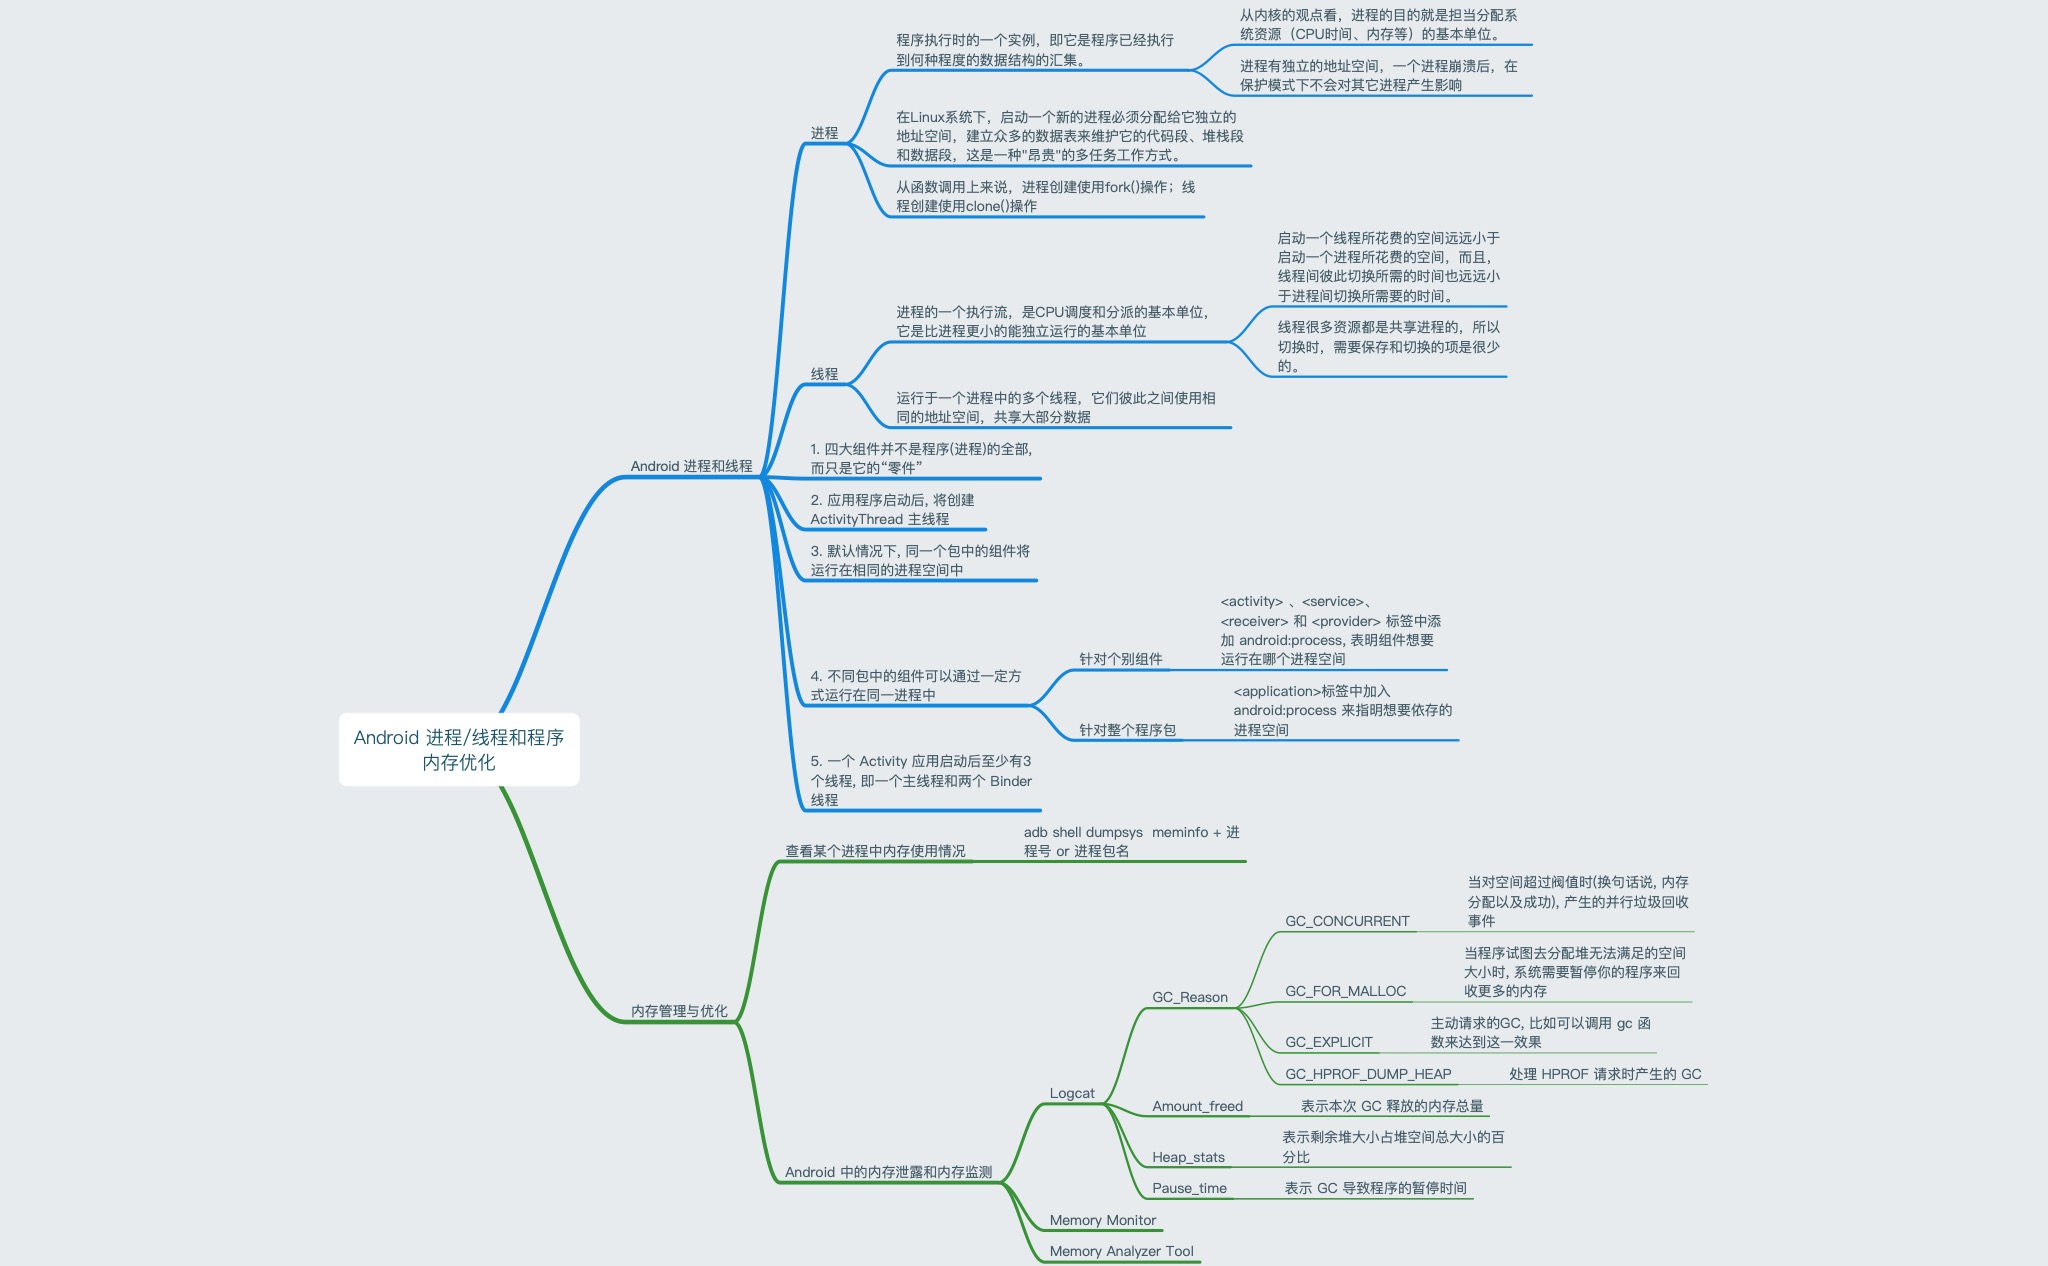 从内核的观点看，进程的目的就是担当分配系
统资源（CPU时间、内存等）的基本单位。
程序执行时的一个实例，即它是程序已经执行
到何种程度的数据结构的汇集。
进程有独立的地址空间，一个进程崩溃后，在
保护模式下不会对其它进程产生影响
进程
在Linux系统下，启动一个新的进程必须分配给它独立的
地址空间，建立众多的数据表来维护它的代码段、堆栈段
和数据段，这是一种"昂贵"的多任务工作方式。
从函数调用上来说，进程创建使用fork()操作；线
程创建使用clone()操作
启动一个线程所花费的空间远远小于
启动一个进程所花费的空间，而且，
线程间彼此切换所需的时间也远远小
于进程间切换所需要的时间。
进程的一个执行流，是CPU调度和分派的基本单位，
它是比进程更小的能独立运行的基本单位
线程很多资源都是共享进程的，所以
切换时，需要保存和切换的项是很少
的。
线程
运行于一个进程中的多个线程，它们彼此之间使用相
同的地址空间，共享大部分数据
Android 进程和线程
1. 四大组件并不是程序(进程)的全部,
而只是它的“零件”
2. 应用程序启动后, 将创建
ActivityThread 主线程
3. 默认情况下, 同一个包中的组件将
运行在相同的进程空间中
<activity> 、<service>、
<receiver> 和 <provider> 标签中添
加 android:process, 表明组件想要
运行在哪个进程空间
针对个别组件
4. 不同包中的组件可以通过一定方
式运行在同一进程中
<application>标签中加入
android:process 来指明想要依存的
进程空间
针对整个程序包
Android 进程/线程和程序
内存优化
5. 一个 Activity 应用启动后至少有3
个线程, 即一个主线程和两个 Binder
线程
查看某个进程中内存使用情况
adb shell dumpsys  meminfo + 进
程号 or 进程包名
当对空间超过阀值时(换句话说, 内存
分配以及成功), 产生的并行垃圾回收
事件
GC_CONCURRENT
当程序试图去分配堆无法满足的空间
大小时, 系统需要暂停你的程序来回
收更多的内存
GC_FOR_MALLOC
GC_Reason
内存管理与优化
主动请求的GC, 比如可以调用 gc 函
数来达到这一效果
GC_EXPLICIT
GC_HPROF_DUMP_HEAP
处理 HPROF 请求时产生的 GC
Logcat
Amount_freed
表示本次 GC 释放的内存总量
表示剩余堆大小占堆空间总大小的百
分比
Heap_stats
Android 中的内存泄露和内存监测
Pause_time
表示 GC 导致程序的暂停时间
Memory Monitor
Memory Analyzer Tool